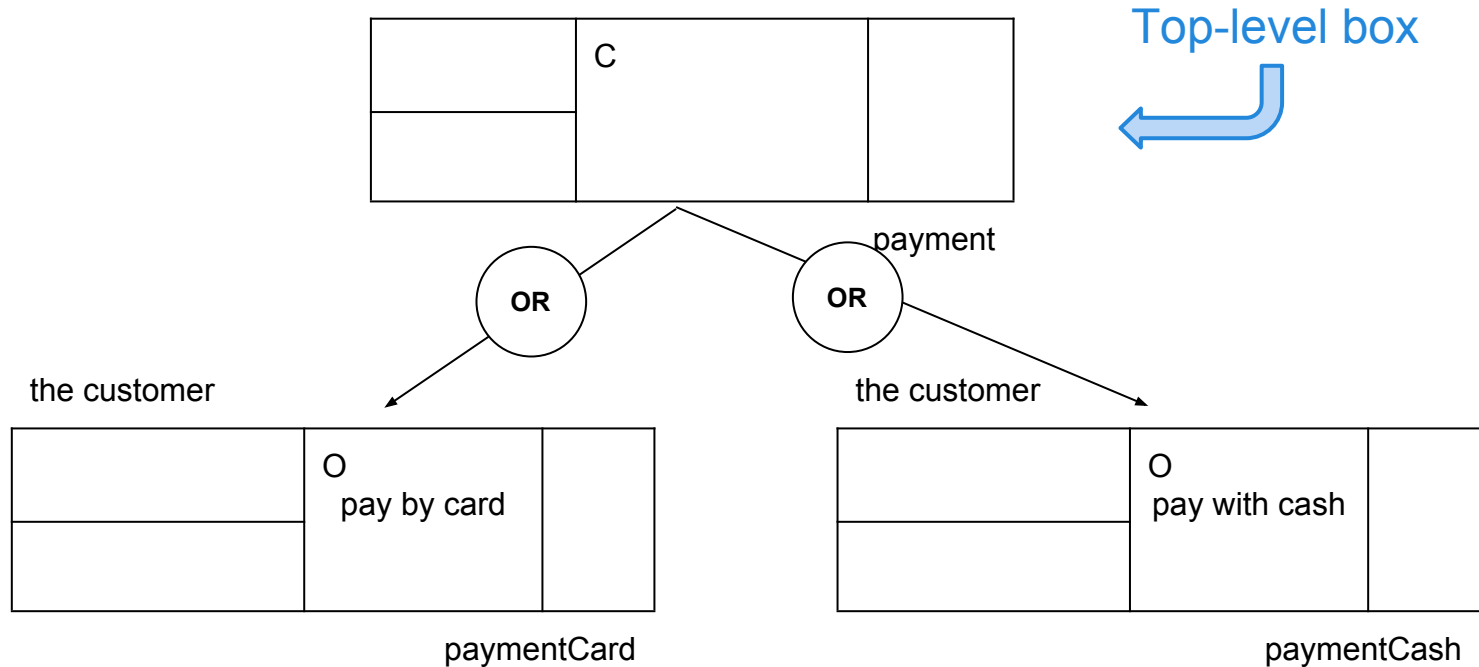 Top-level box
C
payment
OR
OR
the customer
the customer
O
pay by card
O
pay with cash
paymentCard
paymentCash